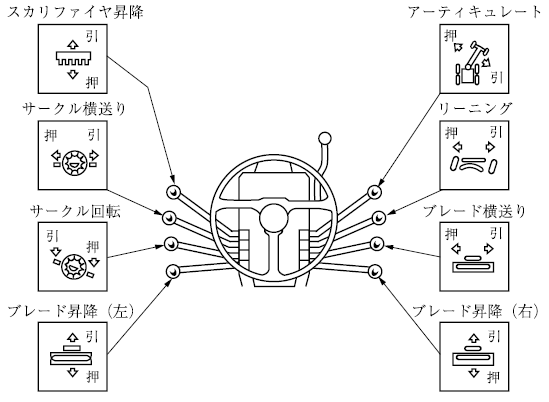 スカリファイヤ昇降
引
押
サークル横送り
押 引
サークル回転
引
押
ブレード昇降（左）
引
押
アーティキュレート
押
引
リーニング
押 引
ブレード横送り
押 引
ブレード昇降（右）
引
押